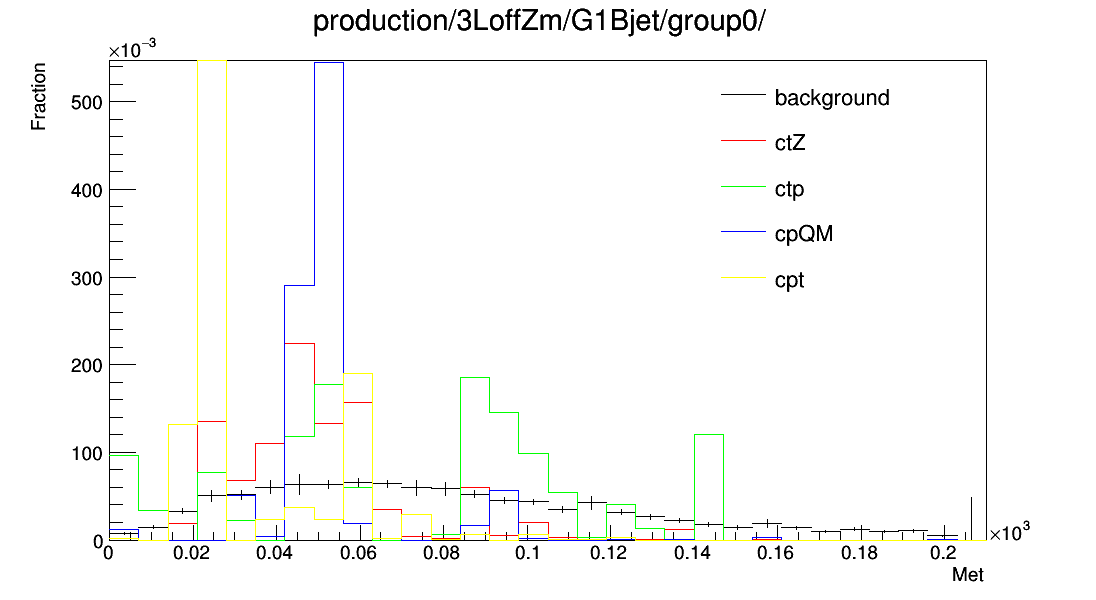 production/3LoffZm/G1Bjet/group0/
×10⁻³
Fraction
500
400
300
200
100
0
background
ctZ
ctp
cpQM
cpt
0 0.02 0.04 0.06 0.08 0.1 0.12 0.14 0.16 0.18 0.2
×10³
Met